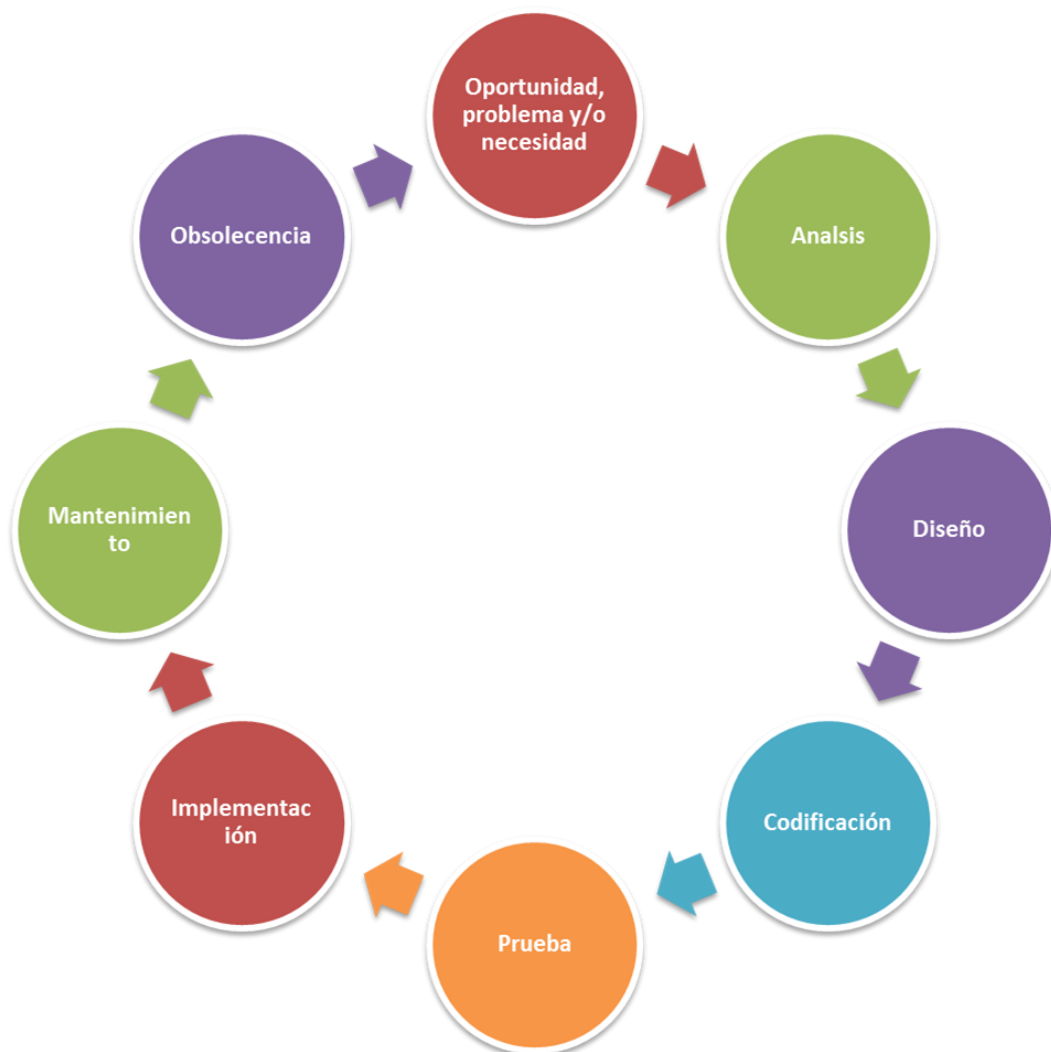 Oportunidad,
problema y/o
necesidad
Analsis
Diseño
Codificación
Prueba
Implementac
ión
Mantenimien
to
Obsolecencia